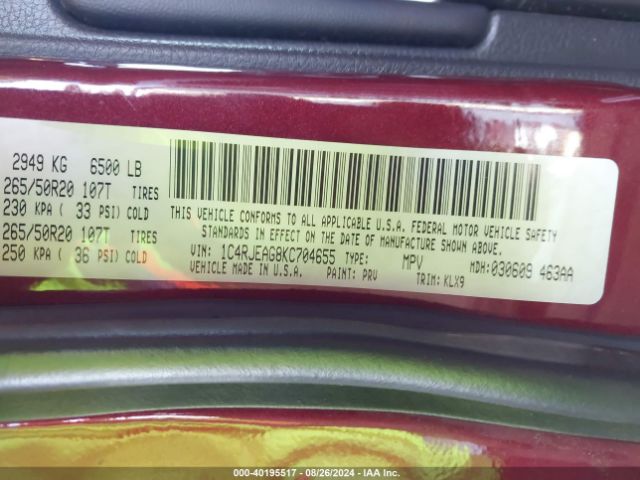 2949 KG 6500 LB
265/50R20 107T TIRES
230 KPA ( 33 PSI) COLD
265/50R20 107T TIRES
250 KPA ( 36 PSI) COLD
THIS VEHICLE CONFORMS TO ALL APPLICABLE U.S.A. FEDERAL MOTOR VEHICLE SAFETY
STANDARDS IN EFFECT ON THE DATE OF MANUFACTURE SHOWN ABOVE.
VIN: 1C4RJEAG8KC704655 TYPE: MPV MDH: 030609 463AA
VEHICLE MADE IN U.S.A. PAINT: PRV TRIM: KLX9
000-40195517 - 08/26/2024 - IAA Inc.